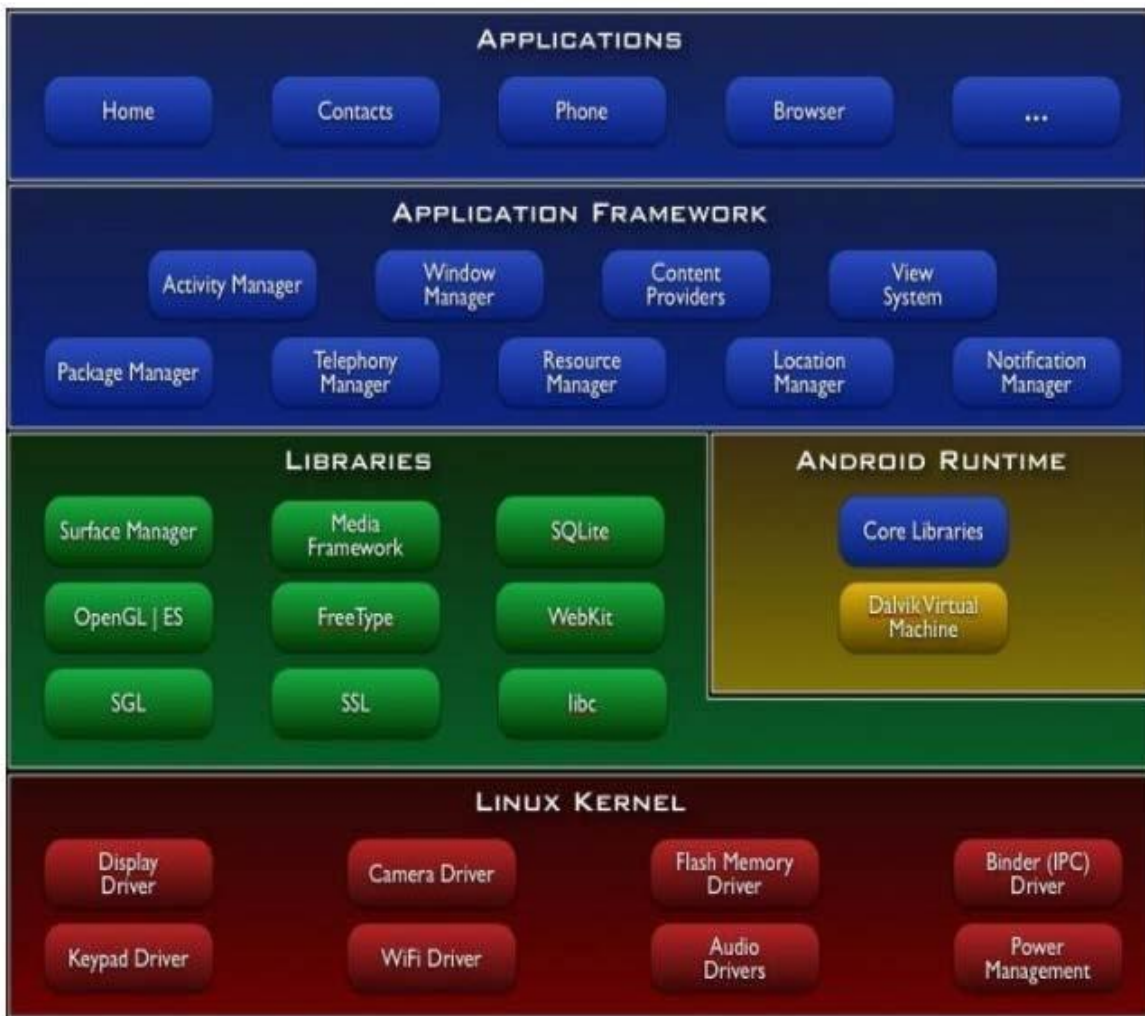 APPLICATIONS
Home
Contacts
Phone
Browser
...
APPLICATION FRAMEWORK
Activity Manager
Window
Manager
Content
Providers
View
System
Package Manager
Telephony
Manager
Resource
Manager
Location
Manager
Notification
Manager
LIBRARIES
Surface Manager
Media
Framework
SQLite
OpenGL | ES
FreeType
WebKit
SGL
SSL
libc
ANDROID RUNTIME
Core Libraries
Dalvik Virtual
Machine
LINUX KERNEL
Display
Driver
Camera Driver
Flash Memory
Driver
Binder (IPC)
Driver
Keypad Driver
WiFi Driver
Audio
Drivers
Power
Management